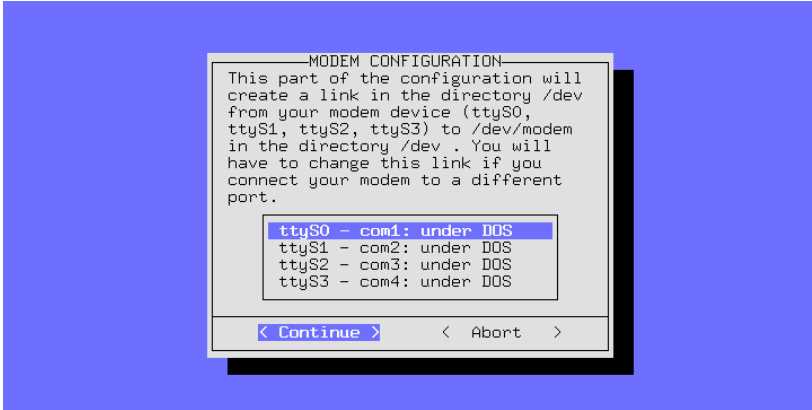 MODEM CONFIGURATION
This part of the configuration will
create a link in the directory /dev
from your modem device (ttyS0,
ttyS1, ttyS2, ttyS3) to /dev/modem
in the directory /dev . You will
have to change this link if you
connect your modem to a different
port.
ttyS0 - com1: under DOS
ttyS1 - com2: under DOS
ttyS2 - com3: under DOS
ttyS3 - com4: under DOS
< Continue > < Abort >